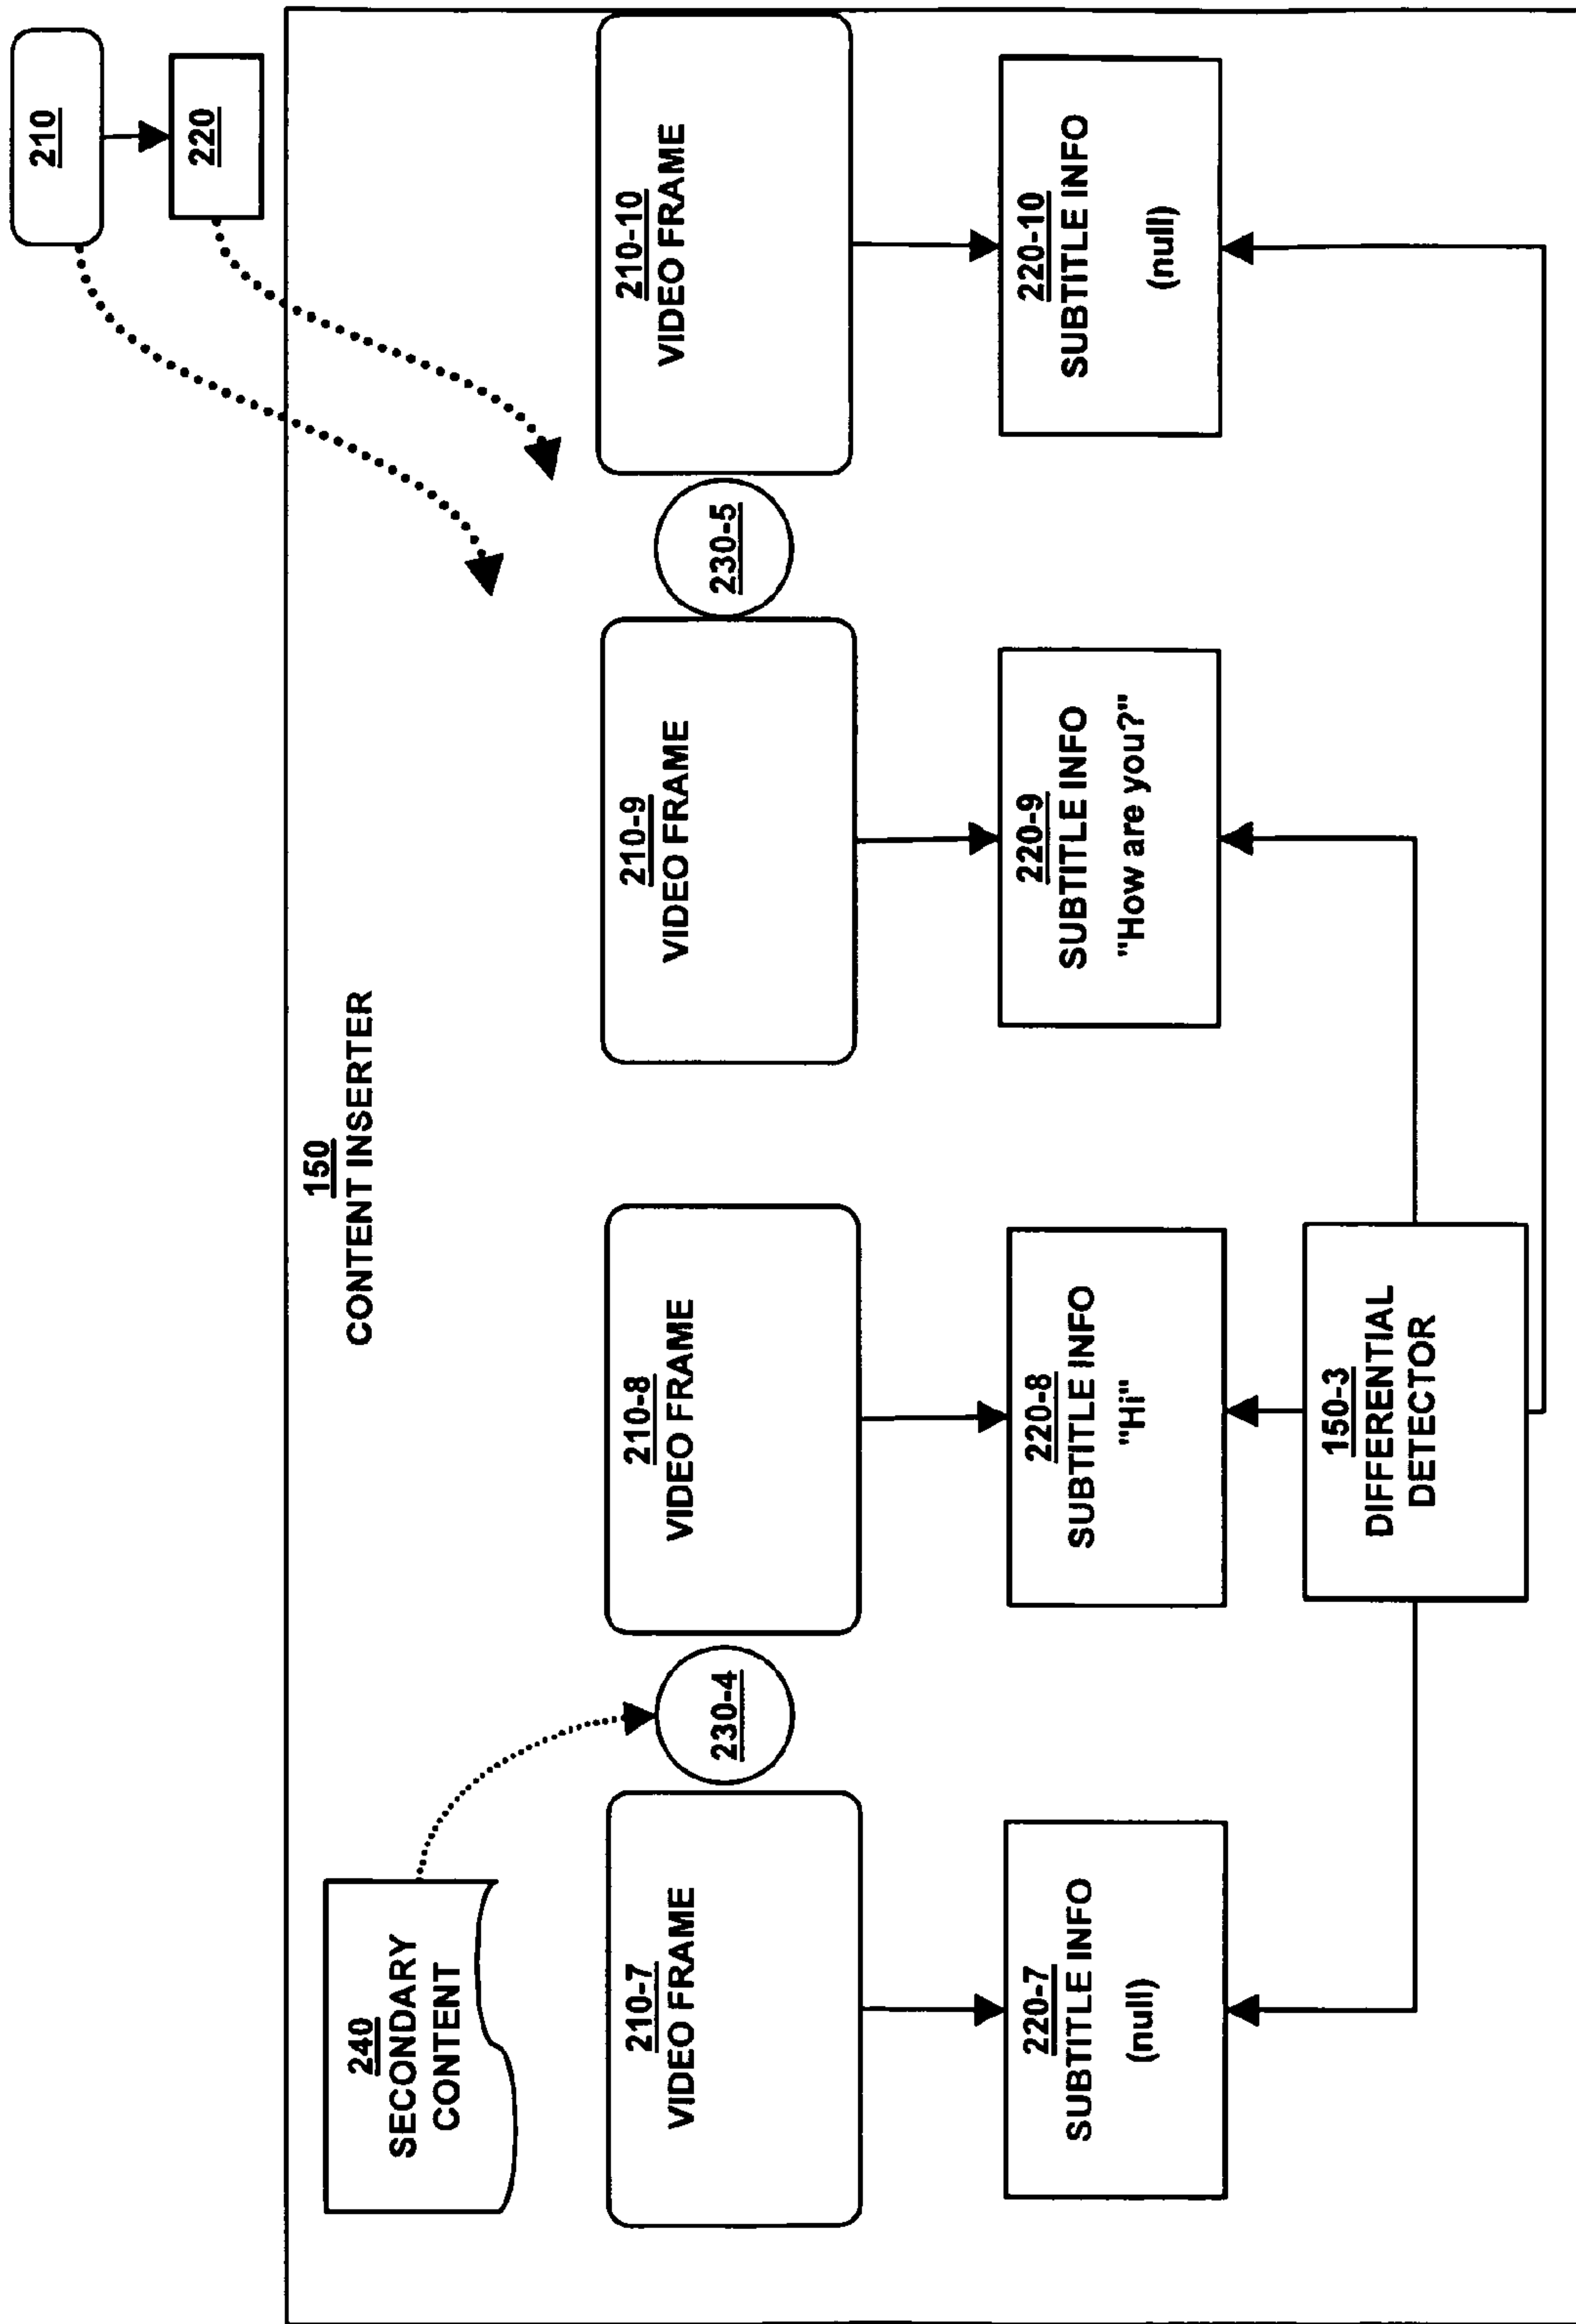 210
220
150
CONTENT INSERTER
240
SECONDARY
CONTENT
210-7
VIDEO FRAME
230-4
210-8
VIDEO FRAME
210-9
VIDEO FRAME
230-5
210-10
VIDEO FRAME
220-7
SUBTITLE INFO
(null)
220-8
SUBTITLE INFO
"Hi"
220-9
SUBTITLE INFO
"How are you?"
220-10
SUBTITLE INFO
(null)
150-3
DIFFERENTIAL
DETECTOR